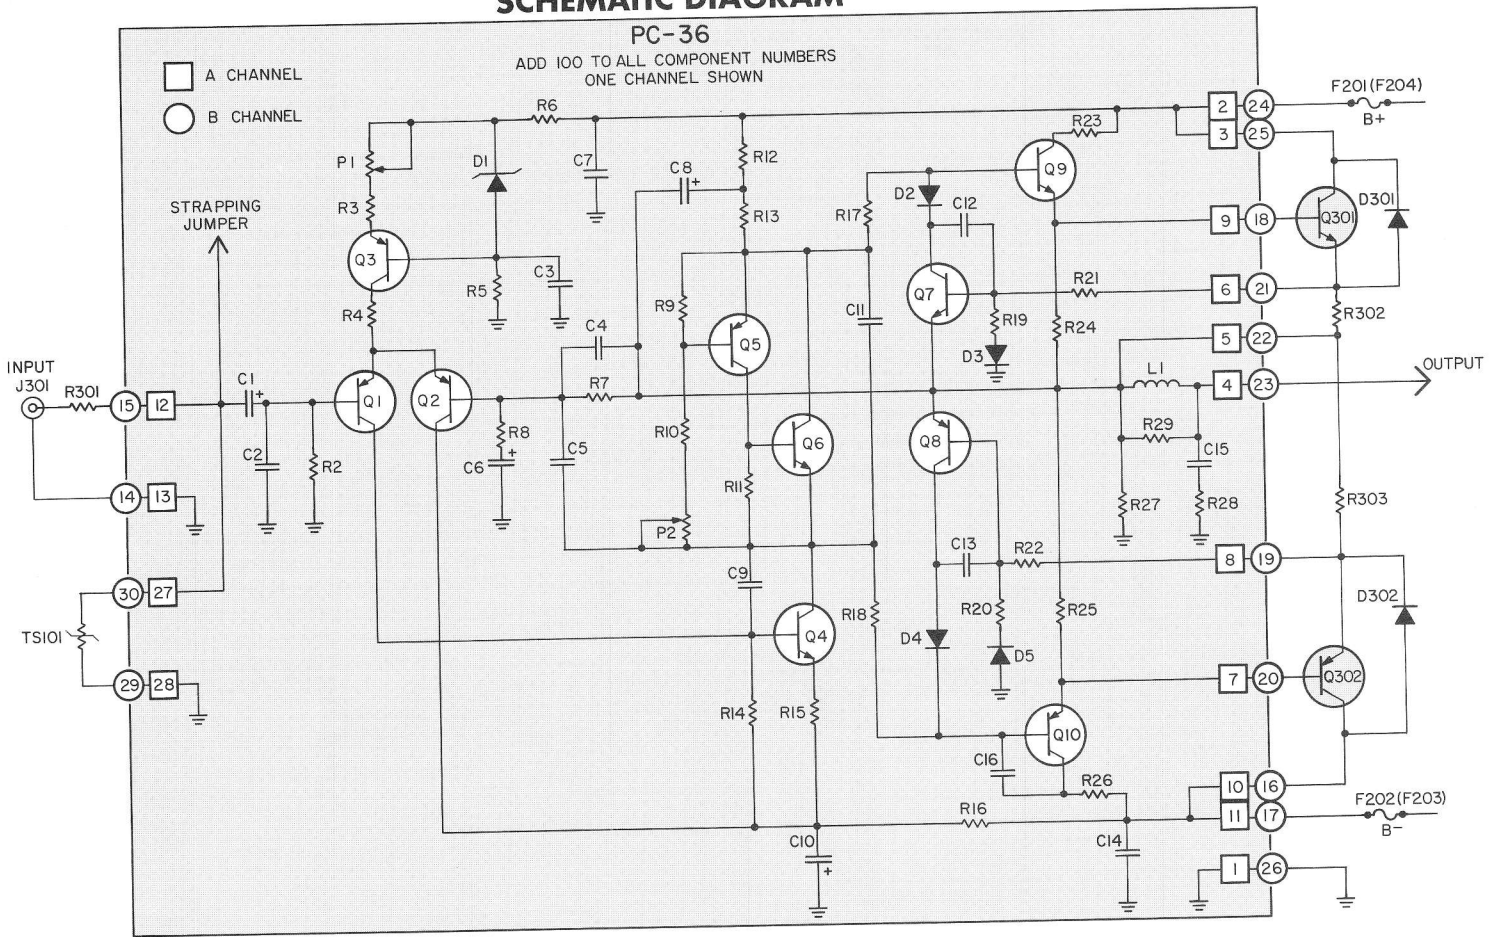 SCHEMATIC DIAGRAM
PC-36
ADD 100 TO ALL COMPONENT NUMBERS
ONE CHANNEL SHOWN
A CHANNEL
B CHANNEL
STRAPPING
JUMPER
F201(F204)
B+
R6
R23
2
24
3
25
P1
D1
C7
R12
C8
+
Q9
R3
R13
R17
D2
C12
9
18
Q301
D301
Q3
C3
R5
R9
Q7
R21
6
21
R4
C4
Q5
C11
R19
R24
R302
D3
5
22
INPUT
J301
R301
15
12
C1
+
Q1
Q2
R7
L1
4
23
OUTPUT
R8
R10
Q6
Q8
R29
C2
R2
C6
+
C5
C15
14
13
R11
R27
R28
R303
P2
C13
R22
8
19
C9
30
27
R18
R20
R25
D302
TS101
Q4
D4
D5
29
28
7
20
Q302
R14
R15
Q10
C16
R26
10
16
R16
11
17
F202(F203)
B-
C10
+
C14
1
26